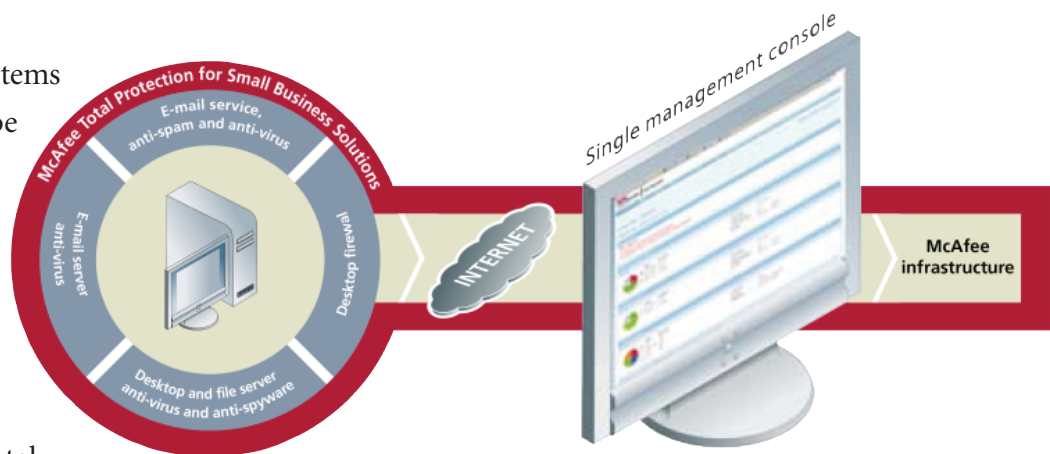 tems
be
McAfee Total Protection for Small Business Solutions
E-mail service,
anti-spam and anti-virus
E-mail server
anti-virus
Desktop firewall
Desktop and file server
anti-virus and anti-spyware
INTERNET
Single management console
McAfee
infrastructure